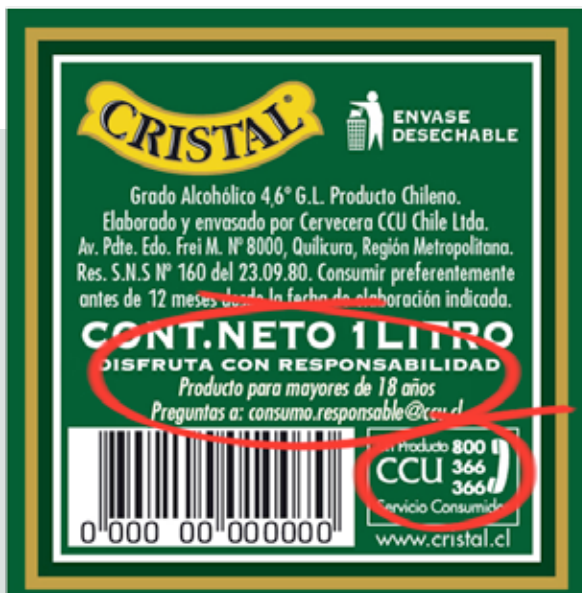 CRISTAL
ENVASE
DESECHABLE
Grado Alcohólico 4,6° G.L. Producto Chileno.
Elaborado y envasado por Cervecera CCU Chile Ltda.
Av. Pdte. Edo. Frei M. Nº 8000, Quilicura, Región Metropolitana.
Res. S.N.S Nº 160 del 23.09.80. Consumir preferentemente
antes de 12 meses desde la fecha de elaboración indicada.
CONT.NETO 1 LITRO
DISFRUTA CON RESPONSABILIDAD
Producto para mayores de 18 años
Preguntas a: consumo.responsable@ccu.cl
0 000 00 000000
Producto 800
CCU 366
366
Servicio Consumidor
www.cristal.cl